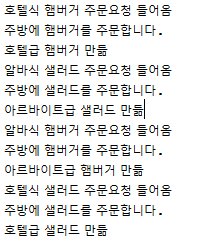 호텔식 햄버거 주문요청 들어옴
주방에 햄버거를 주문합니다.
호텔급 햄버거 만듦
알바식 샐러드 주문요청 들어옴
주방에 샐러드를 주문합니다.
아르바이트급 샐러드 만듦
알바식 햄버거 주문요청 들어옴
주방에 햄버거를 주문합니다.
아르바이트급 햄버거 만듦
호텔식 샐러드 주문요청 들어옴
주방에 샐러드를 주문합니다.
호텔급 샐러드 만듦